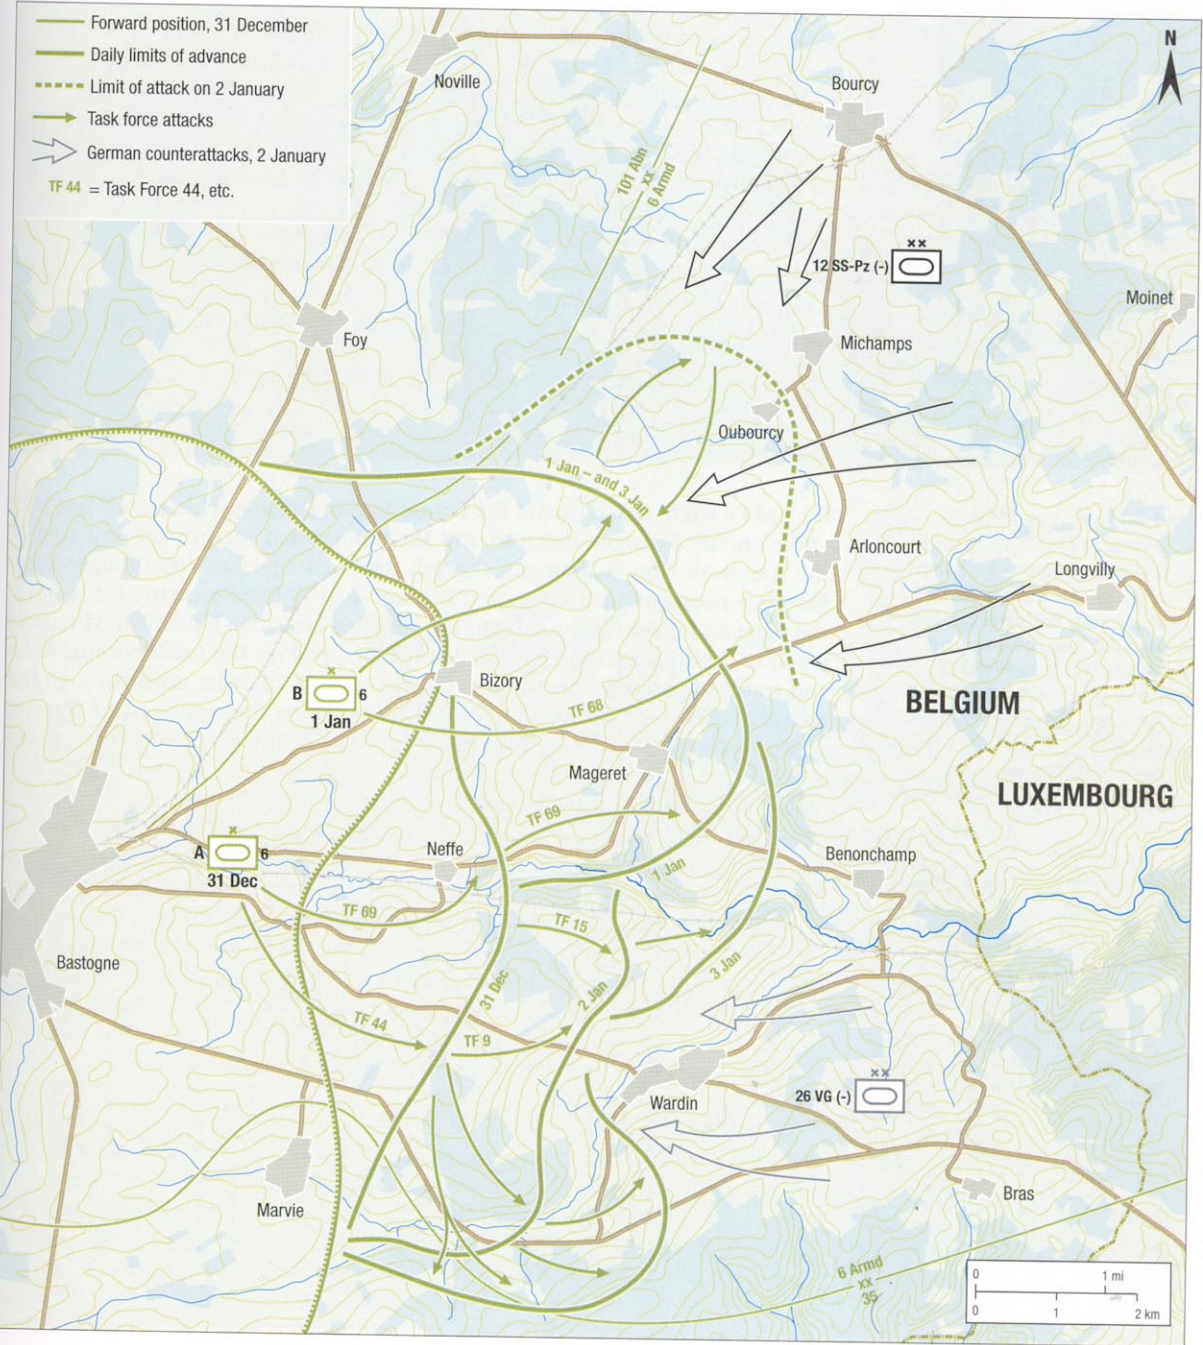 Forward position, 31 December
Daily limits of advance
Limit of attack on 2 January
Task force attacks
German counterattacks, 2 January
TF 44 = Task Force 44, etc.
N
Noville
Bourcy
101 Abn
xx
6 Armd
xx
12 SS-Pz (-)
Moinet
Foy
Michamps
Oubourcy
1 Jan – and 3 Jan
Arloncourt
Longvilly
x
B 6
1 Jan
Bizory
TF 68
BELGIUM
Mageret
LUXEMBOURG
TF 69
x
A 6
31 Dec
Neffe
1 Jan
Benonchamp
TF 69
TF 15
Bastogne
3 Jan
31 Dec
2 Jan
TF 44
TF 9
xx
26 VG (-)
Wardin
Marvie
Bras
6 Armd
xx
35
0 1 mi
0 1 2 km